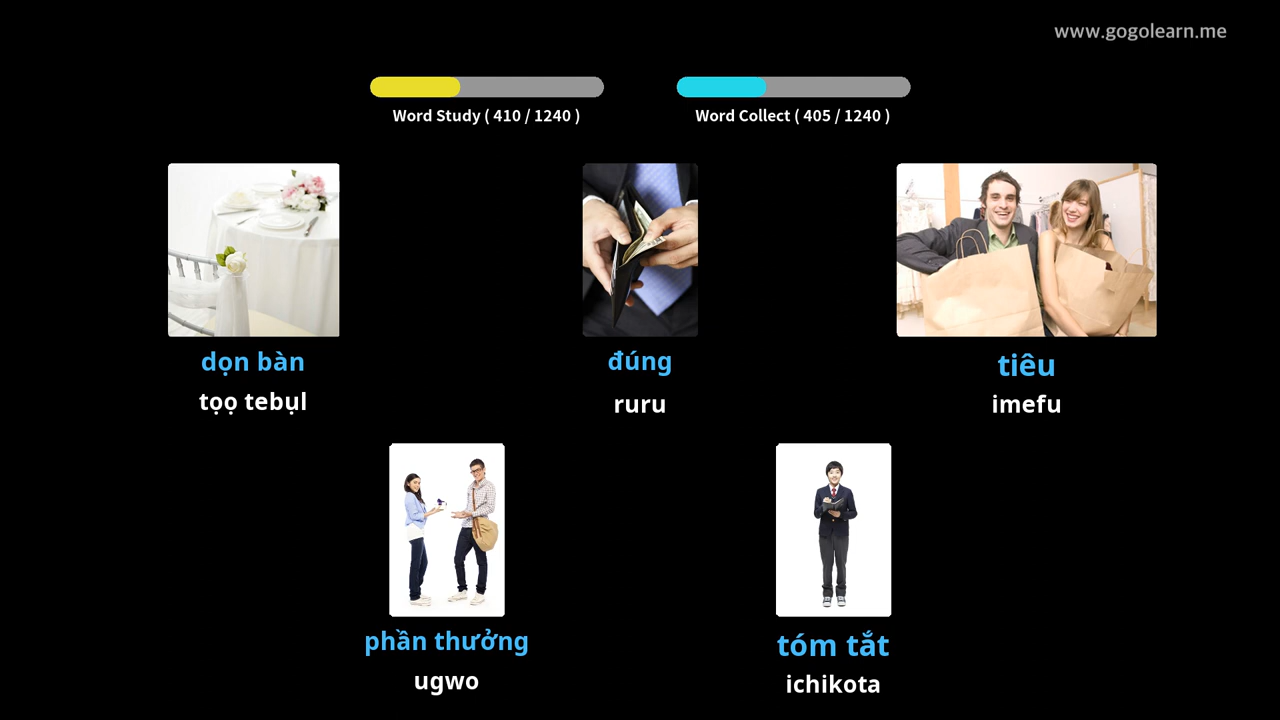 www.gogolearn.me
Word Study ( 410 / 1240 )
Word Collect ( 405 / 1240 )
dọn bàn
tọọ tebụl
đúng
ruru
tiêu
imefu
phần thưởng
ugwo
tóm tắt
ichikota